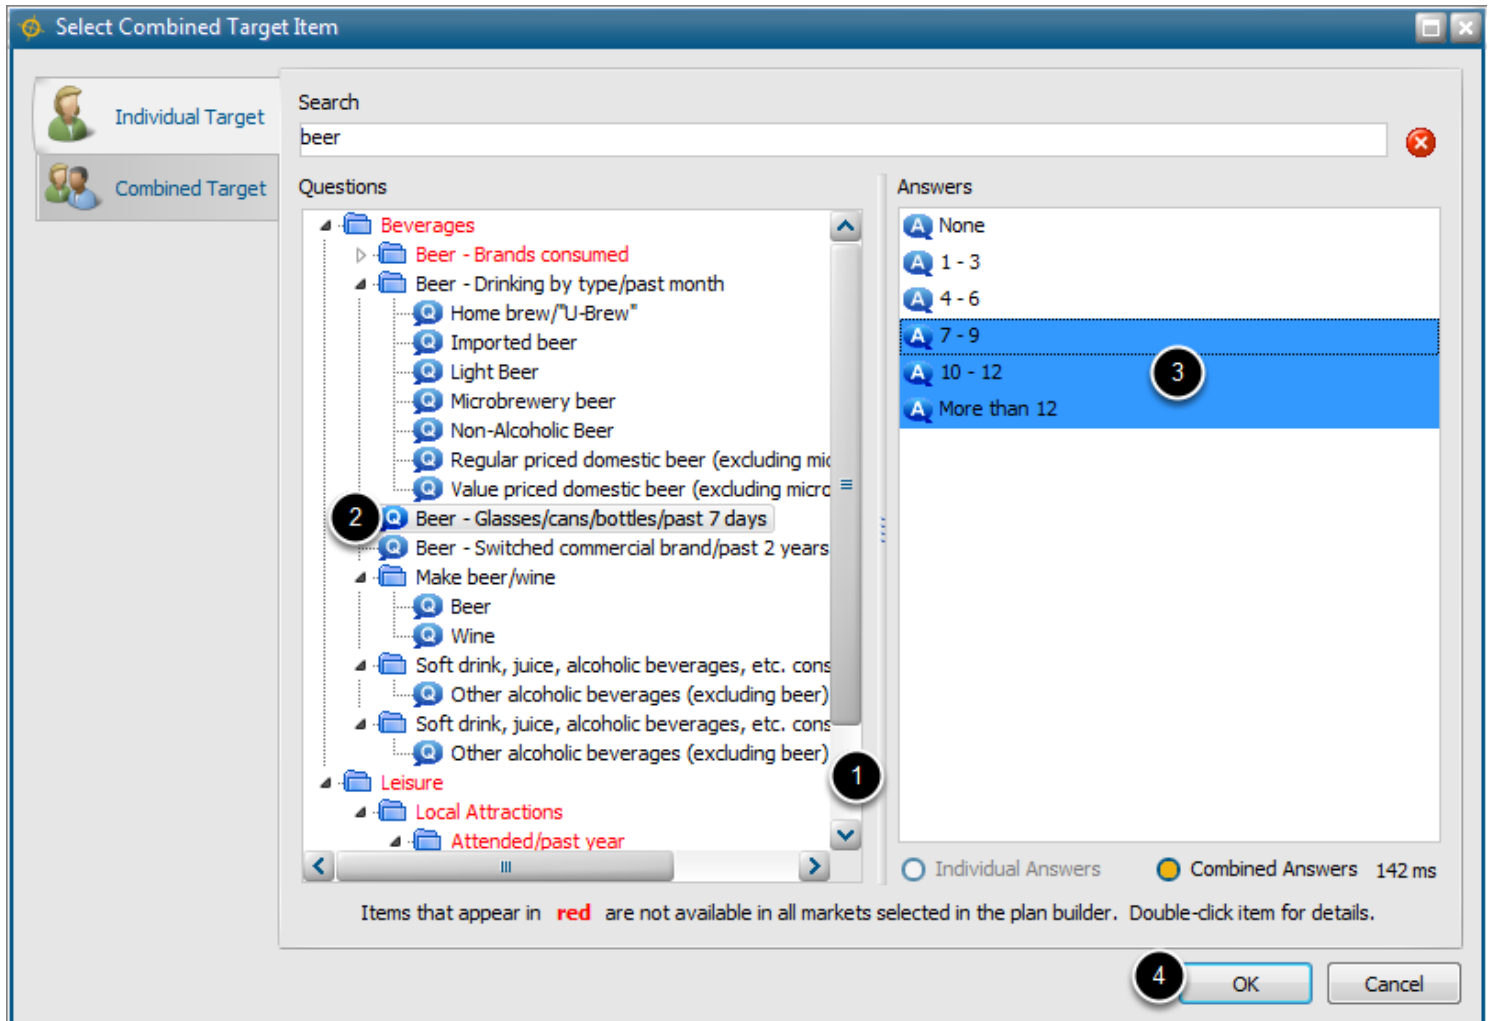 Select Combined Target Item
Individual Target
Combined Target
Search
beer
Questions
Beverages
Beer - Brands consumed
Beer - Drinking by type/past month
Q Home brew/"U-Brew"
Q Imported beer
Q Light Beer
Q Microbrewery beer
Q Non-Alcoholic Beer
Q Regular priced domestic beer (excluding mic
Q Value priced domestic beer (excluding micro
2 Q Beer - Glasses/cans/bottles/past 7 days
Q Beer - Switched commercial brand/past 2 years
Make beer/wine
Q Beer
Q Wine
Soft drink, juice, alcoholic beverages, etc. cons
Q Other alcoholic beverages (excluding beer)
Soft drink, juice, alcoholic beverages, etc. cons
Q Other alcoholic beverages (excluding beer)
1
Leisure
Local Attractions
Attended/past year
Answers
A None
A 1 - 3
A 4 - 6
A 7 - 9
A 10 - 12
3
A More than 12
Individual Answers Combined Answers 142 ms
Items that appear in red are not available in all markets selected in the plan builder. Double-click item for details.
4 OK Cancel